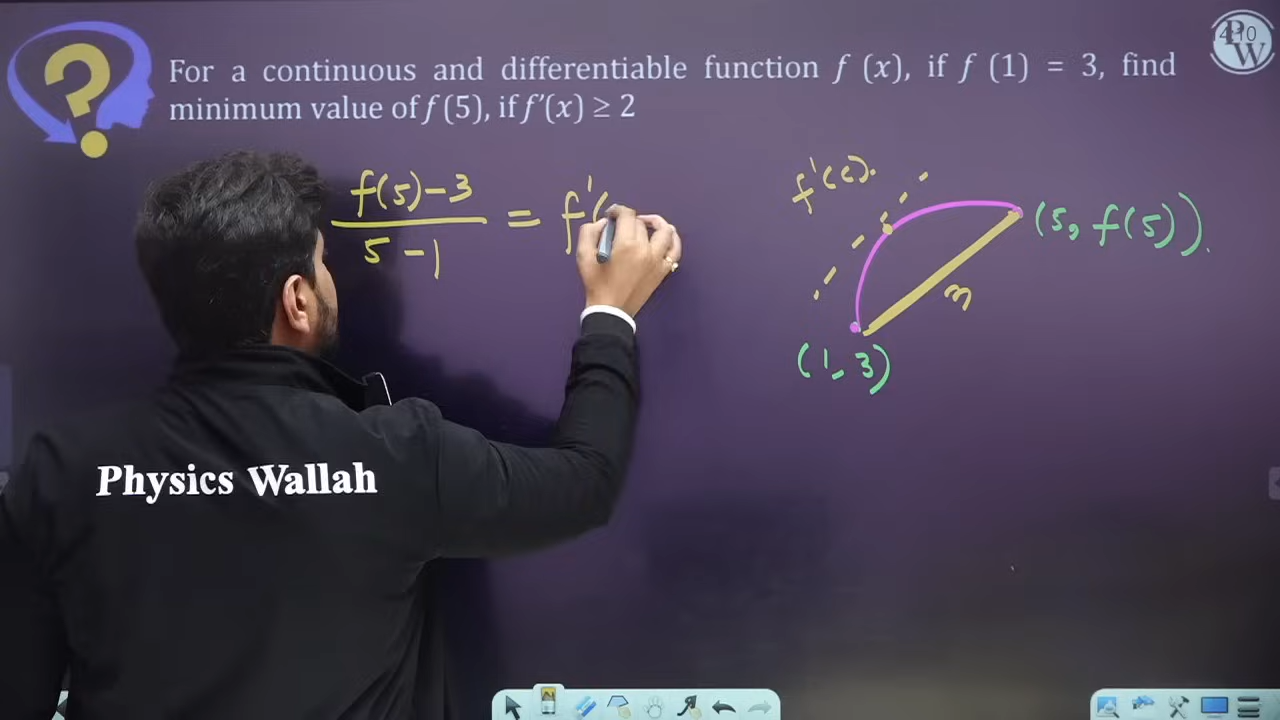 For a continuous and differentiable function f (x), if f (1) = 3, find
minimum value of f (5), if f'(x) ≥ 2
f(5)-3
5-1
= f'(
f'(c).
(5, f(5)).
m
(1, 3)
Physics Wallah
PW